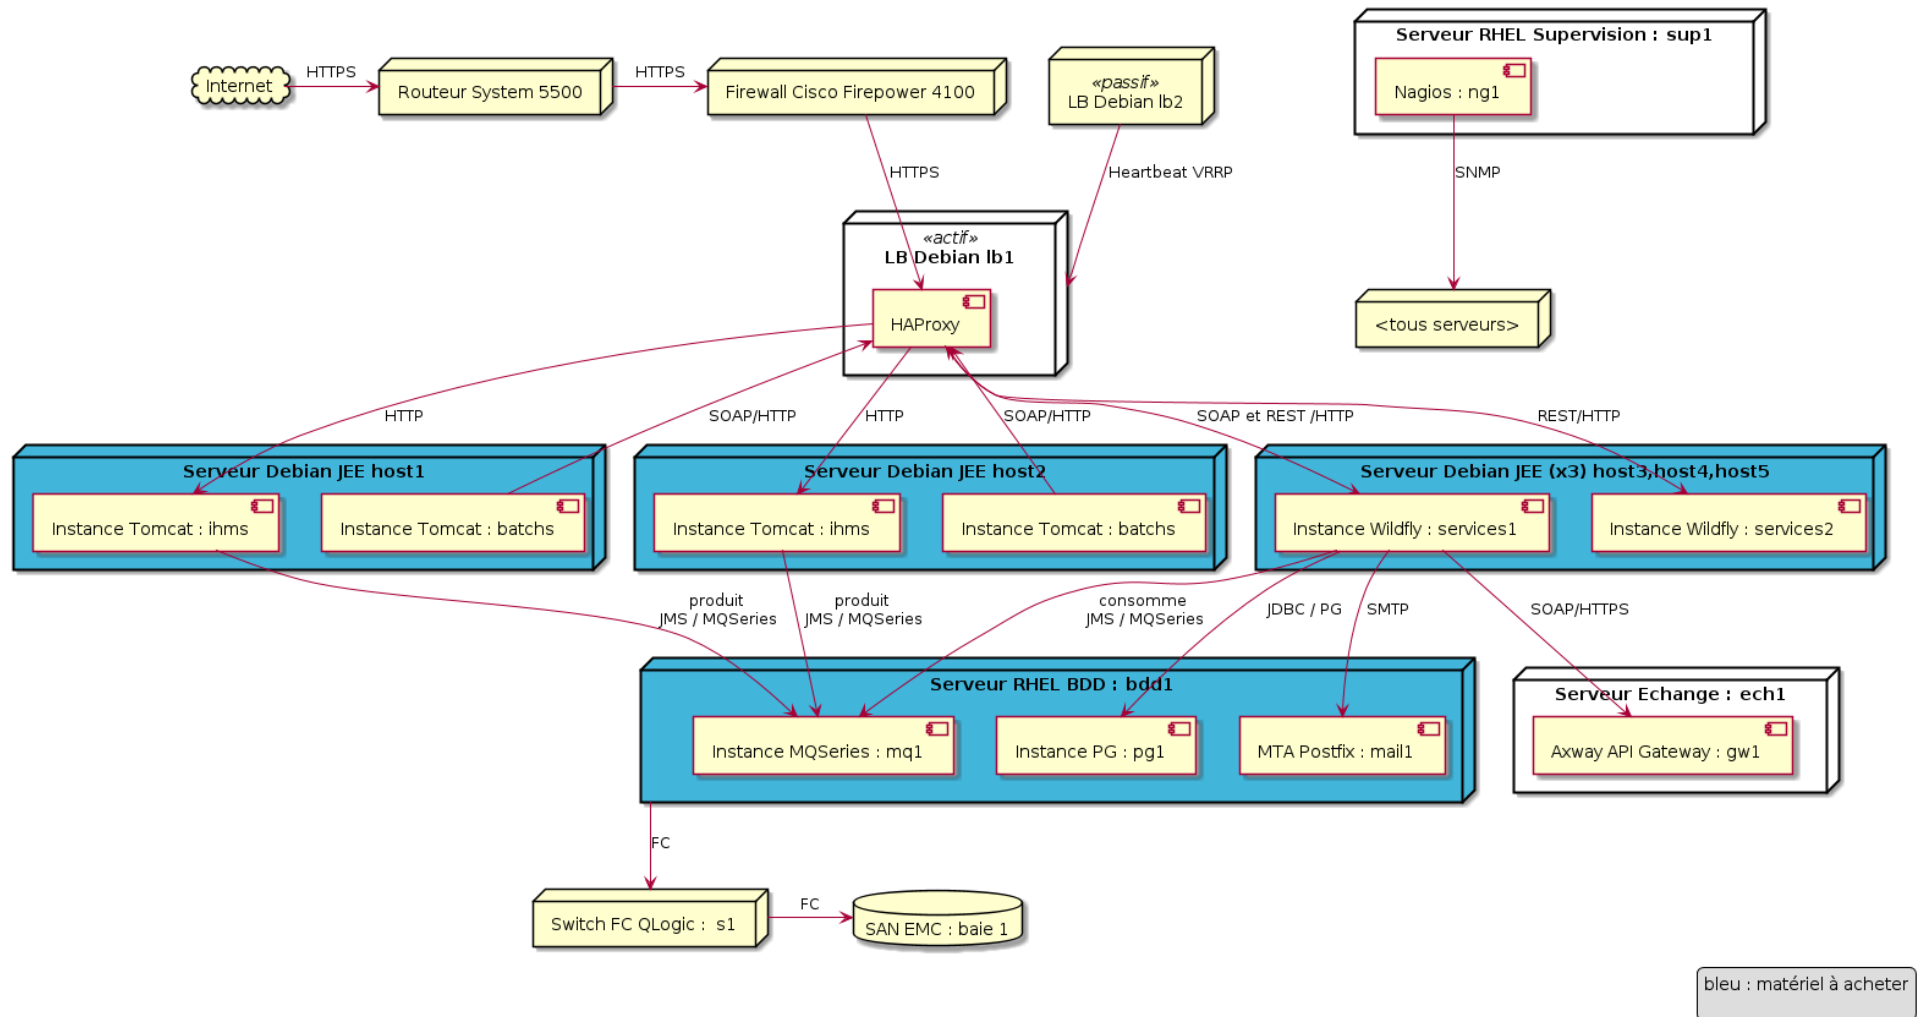 Internet
HTTPS
Routeur System 5500
HTTPS
Firewall Cisco Firepower 4100
«passif»
LB Debian lb2
Serveur RHEL Supervision : sup1
Nagios : ng1
HTTPS
Heartbeat VRRP
SNMP
«actif»
LB Debian lb1
HAProxy
<tous serveurs>
HTTP
SOAP/HTTP
HTTP
SOAP/HTTP
SOAP et REST /HTTP
REST/HTTP
Serveur Debian JEE host1
Instance Tomcat : ihms
Instance Tomcat : batchs
Serveur Debian JEE host2
Instance Tomcat : ihms
Instance Tomcat : batchs
Serveur Debian JEE (x3) host3,host4,host5
Instance Wildfly : services1
Instance Wildfly : services2
produit
JMS / MQSeries
produit
JMS / MQSeries
consomme
JMS / MQSeries
JDBC / PG
SMTP
SOAP/HTTPS
Serveur RHEL BDD : bdd1
Instance MQSeries : mq1
Instance PG : pg1
MTA Postfix : mail1
Serveur Echange : ech1
Axway API Gateway : gw1
FC
Switch FC QLogic :  s1
FC
SAN EMC : baie 1
bleu : matériel à acheter